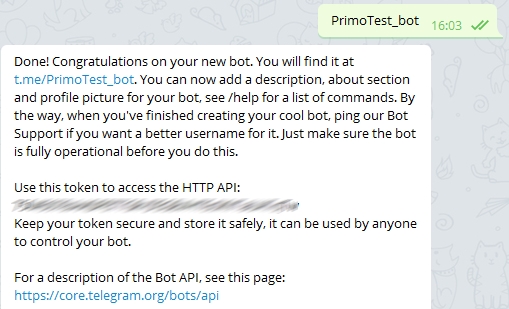 PrimoTest_bot 16:03
Done! Congratulations on your new bot. You will find it at
t.me/PrimoTest_bot. You can now add a description, about section
and profile picture for your bot, see /help for a list of commands. By
the way, when you've finished creating your cool bot, ping our Bot
Support if you want a better username for it. Just make sure the bot
is fully operational before you do this.
Use this token to access the HTTP API:
Keep your token secure and store it safely, it can be used by anyone
to control your bot.
For a description of the Bot API, see this page:
https://core.telegram.org/bots/api